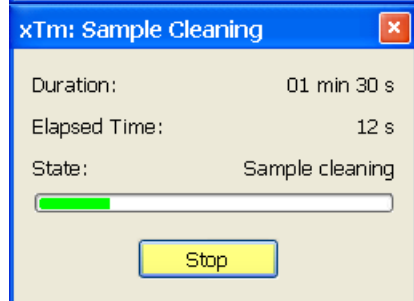 xTm: Sample Cleaning
Duration: 01 min 30 s
Elapsed Time: 12 s
State: Sample cleaning
Stop